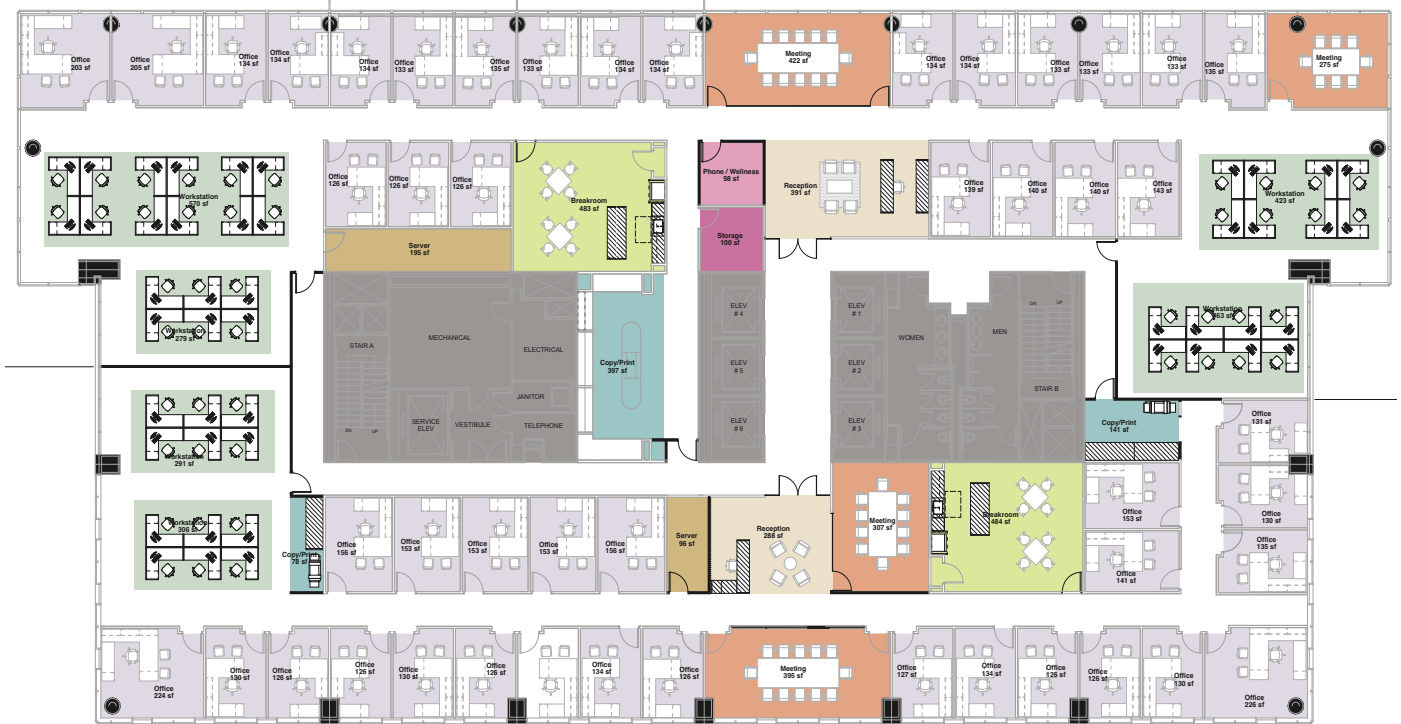 Office
203 sf
Office
205 sf
Office
134 sf
Office
134 sf
Office
134 sf
Office
133 sf
Office
135 sf
Office
133 sf
Office
134 sf
Office
134 sf
Meeting
422 sf
Office
134 sf
Office
134 sf
Office
133 sf
Office
133 sf
Office
133 sf
Office
135 sf
Meeting
275 sf
Workstation
570 sf
Office
126 sf
Office
126 sf
Office
126 sf
Breakroom
483 sf
Phone / Wellness
98 sf
Reception
391 sf
Office
139 sf
Office
140 sf
Office
140 sf
Office
143 sf
Workstation
423 sf
Server
195 sf
Storage
100 sf
Workstation
279 sf
STAIR A
MECHANICAL
ELECTRICAL
Copy/Print
397 sf
ELEV
# 4
ELEV
# 1
WOMEN
MEN
DN
UP
Workstation
463 sf
ELEV
# 5
ELEV
# 2
STAIR B
JANITOR
SERVICE
ELEV
VESTIBULE
TELEPHONE
DN
UP
ELEV
# 6
ELEV
# 3
Copy/Print
141 sf
Office
131 sf
Workstation
291 sf
Workstation
306 sf
Copy/Print
78 sf
Office
156 sf
Office
153 sf
Office
153 sf
Office
153 sf
Office
156 sf
Server
96 sf
Reception
288 sf
Meeting
307 sf
Breakroom
484 sf
Office
153 sf
Office
130 sf
Office
141 sf
Office
135 sf
Office
224 sf
Office
130 sf
Office
126 sf
Office
126 sf
Office
130 sf
Office
126 sf
Office
134 sf
Office
126 sf
Meeting
395 sf
Office
127 sf
Office
134 sf
Office
126 sf
Office
126 sf
Office
130 sf
Office
226 sf